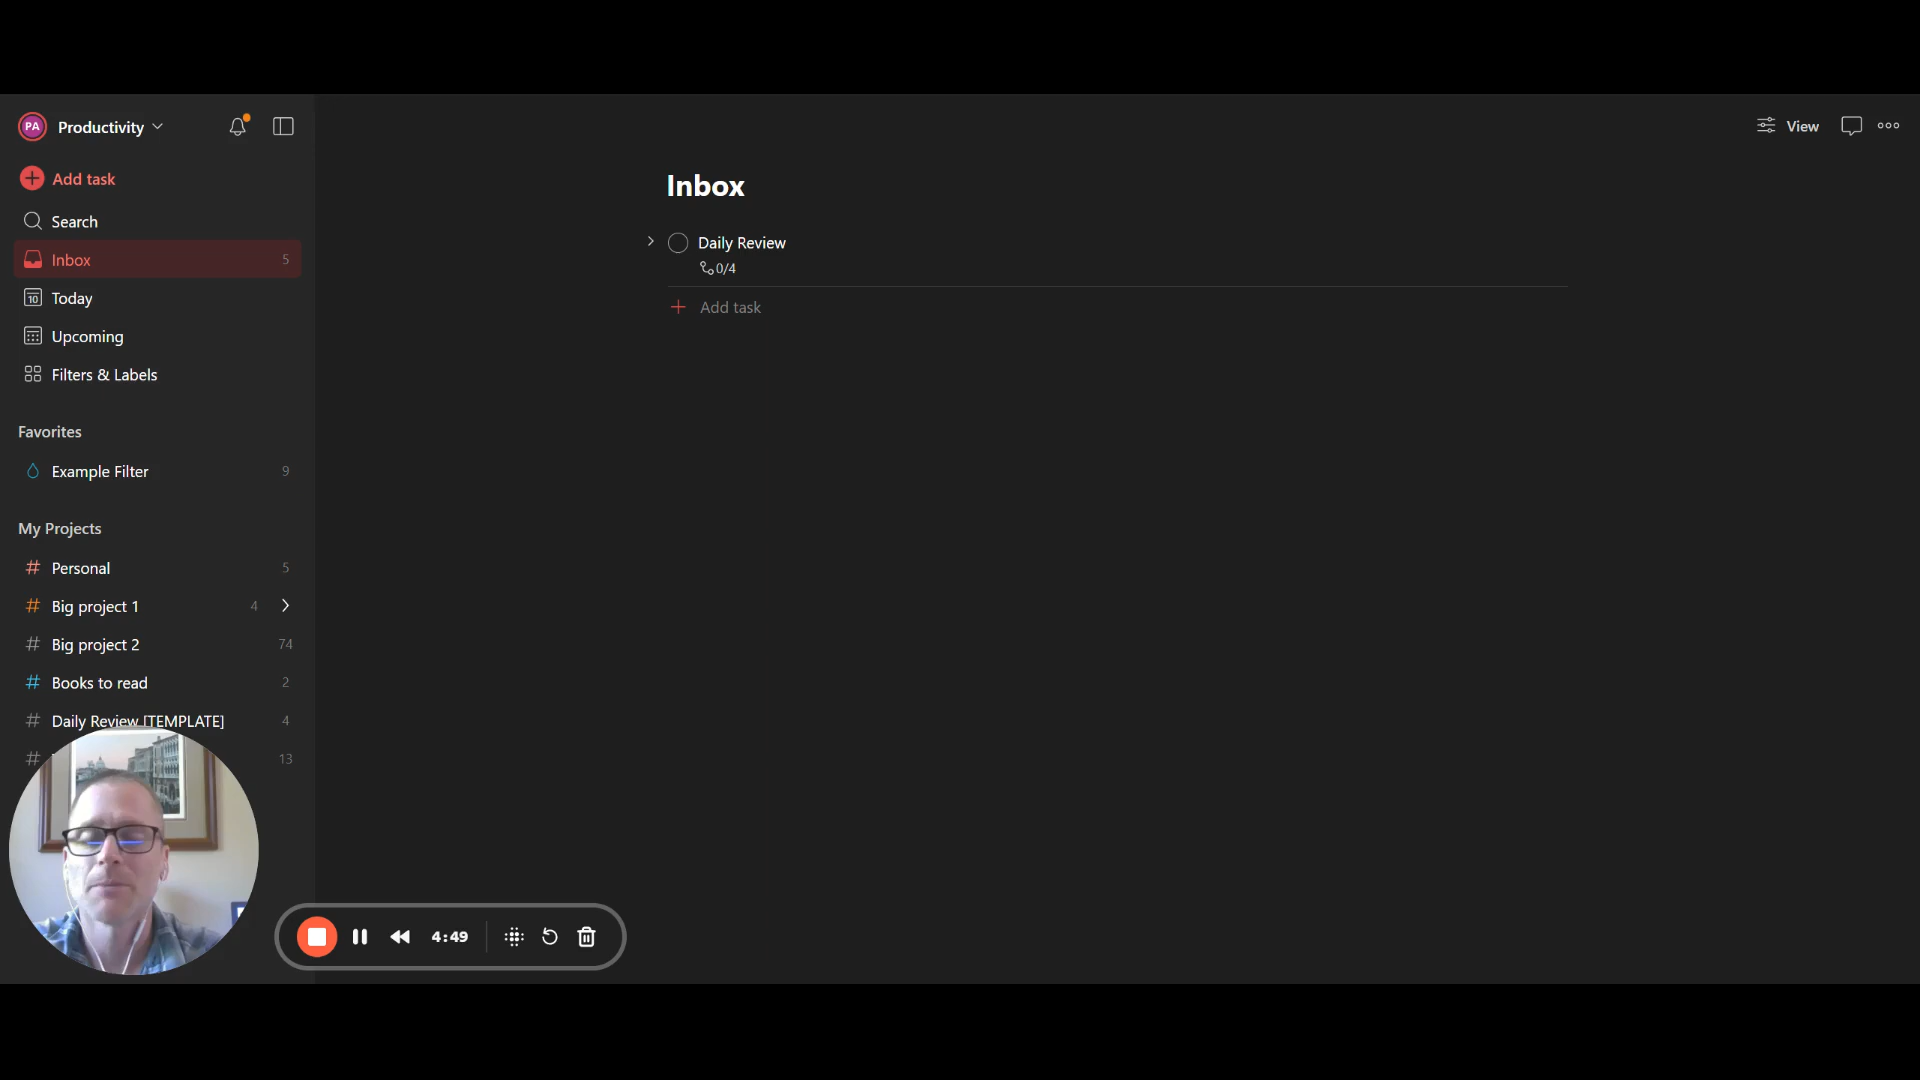 PA Productivity
Add task
Search
Inbox 5
10 Today
Upcoming
Filters & Labels
Favorites
Example Filter 9
My Projects
# Personal 5
# Big project 1 4
# Big project 2 74
# Books to read 2
# Daily Review [TEMPLATE] 4
# 13
View
Inbox
Daily Review
0/4
Add task
4:49